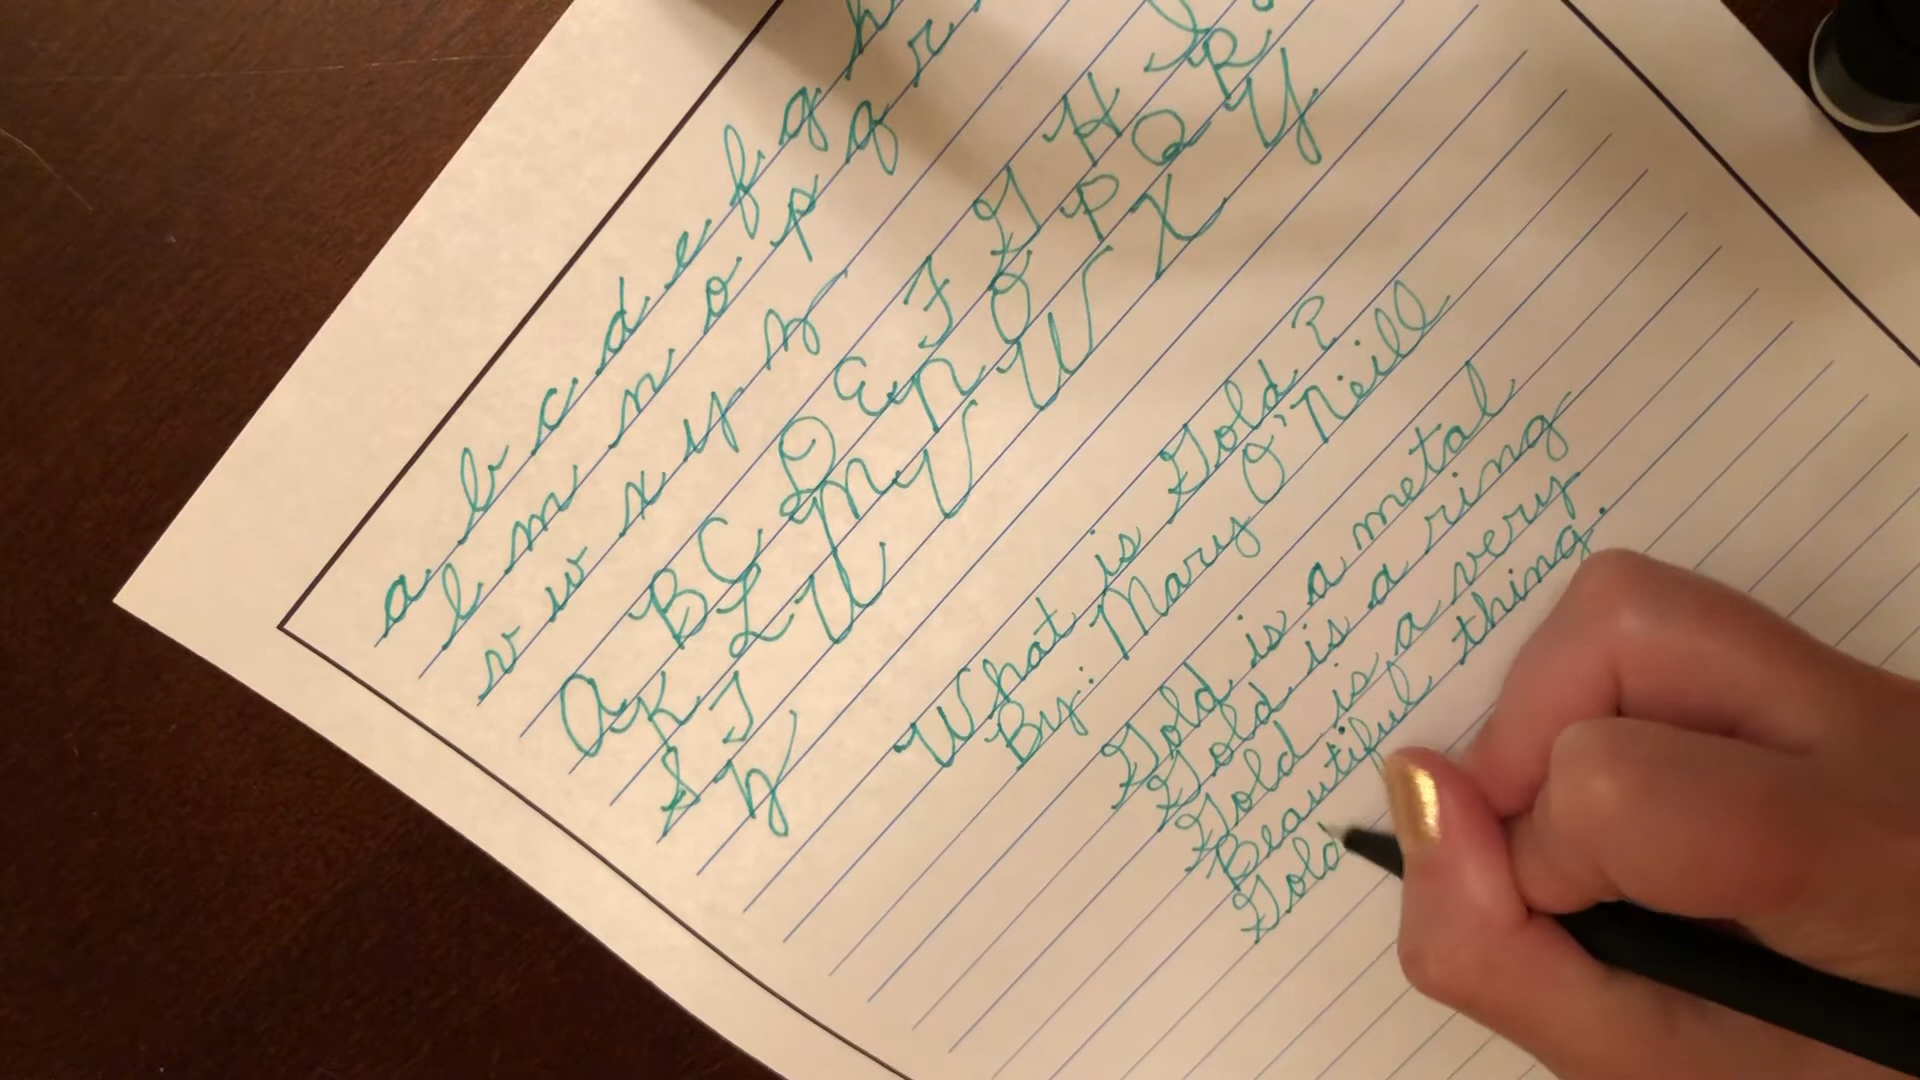 a b c d e f g h
l m n o p q r
v w x y z
A B C D E F G H I
K L M N O P Q R
S T U V W X Y
Z
What is Gold?
By: Mary O'Neill
Gold is a metal
Gold is a ring
Gold is a very
Beautiful thing.
Gold